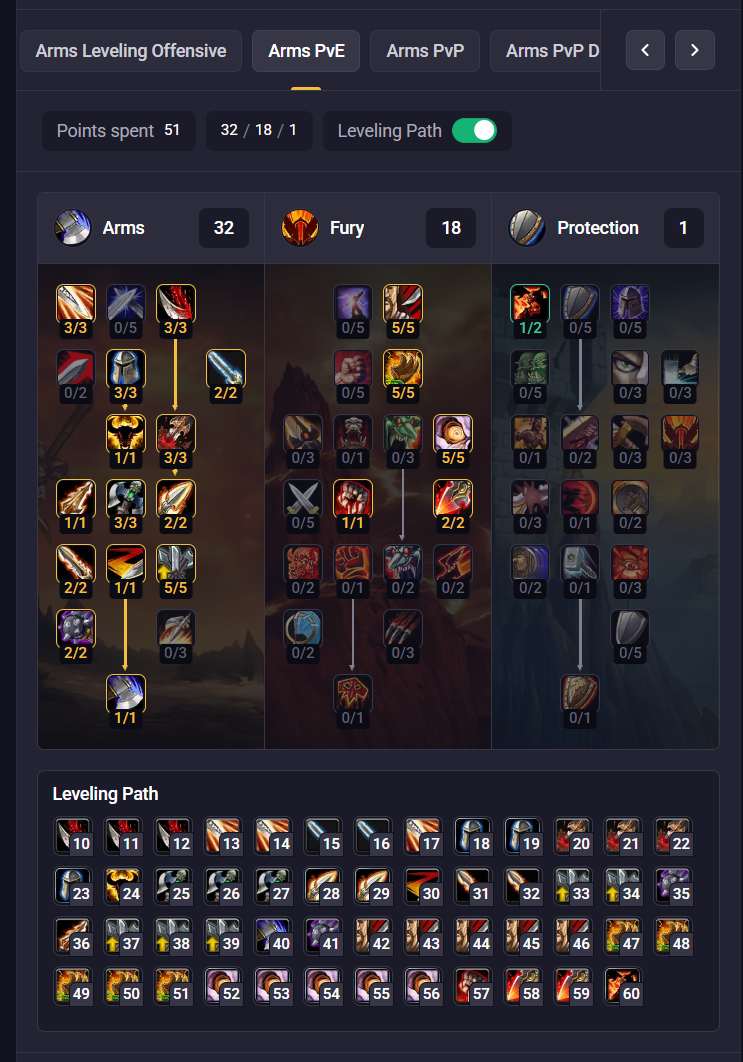 Arms Leveling Offensive Arms PvE Arms PvP Arms PvP D
Points spent 51 32 / 18 / 1 Leveling Path
Arms 32 Fury 18 Protection 1
3/3 0/5 3/3 0/5 5/5 1/2 0/5 0/5
0/2 3/3 2/2 0/5 5/5 0/5 0/3 0/3
1/1 3/3 0/3 0/1 0/3 5/5 0/1 0/2 0/3 0/3
1/1 3/3 2/2 0/5 1/1 2/2 0/3 0/1 0/2
2/2 1/1 5/5 0/2 0/1 0/2 0/2 0/2 0/1 0/3
2/2 0/3 0/2 0/3 0/5
1/1 0/1 0/1
Leveling Path
10 11 12 13 14 15 16 17 18 19 20 21 22
23 24 25 26 27 28 29 30 31 32 33 34 35
36 37 38 39 40 41 42 43 44 45 46 47 48
49 50 51 52 53 54 55 56 57 58 59 60